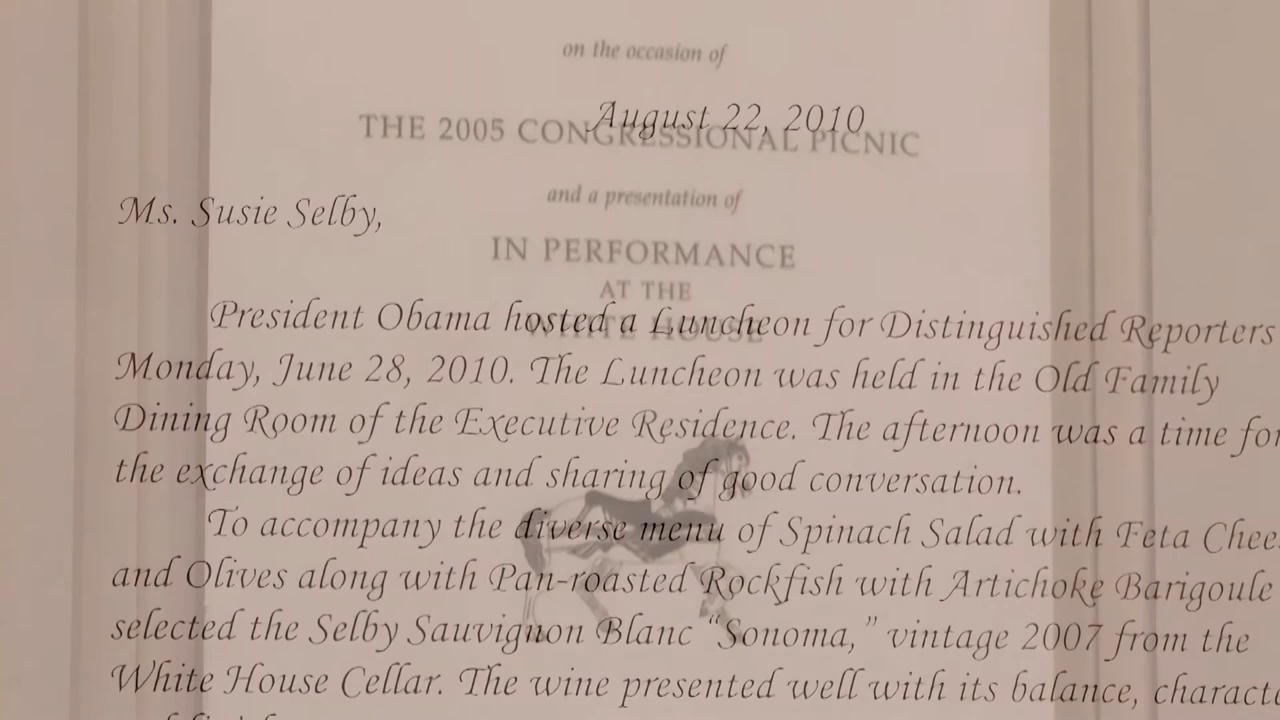 on the occasion of
THE 2005 CONGRESSIONAL PICNIC
and a presentation of
IN PERFORMANCE
AT THE
WHITE HOUSE
August 22, 2010
Ms. Susie Selby,
President Obama hosted a Luncheon for Distinguished Reporters
Monday, June 28, 2010. The Luncheon was held in the Old Family
Dining Room of the Executive Residence. The afternoon was a time for
the exchange of ideas and sharing of good conversation.
To accompany the diverse menu of Spinach Salad with Feta
and Olives along with Pan-roasted Rockfish with Artichoke Barigoule
selected the Selby Sauvignon Blanc “Sonoma,” vintage 2007 from the
White House Cellar. The wine presented well with its balance,